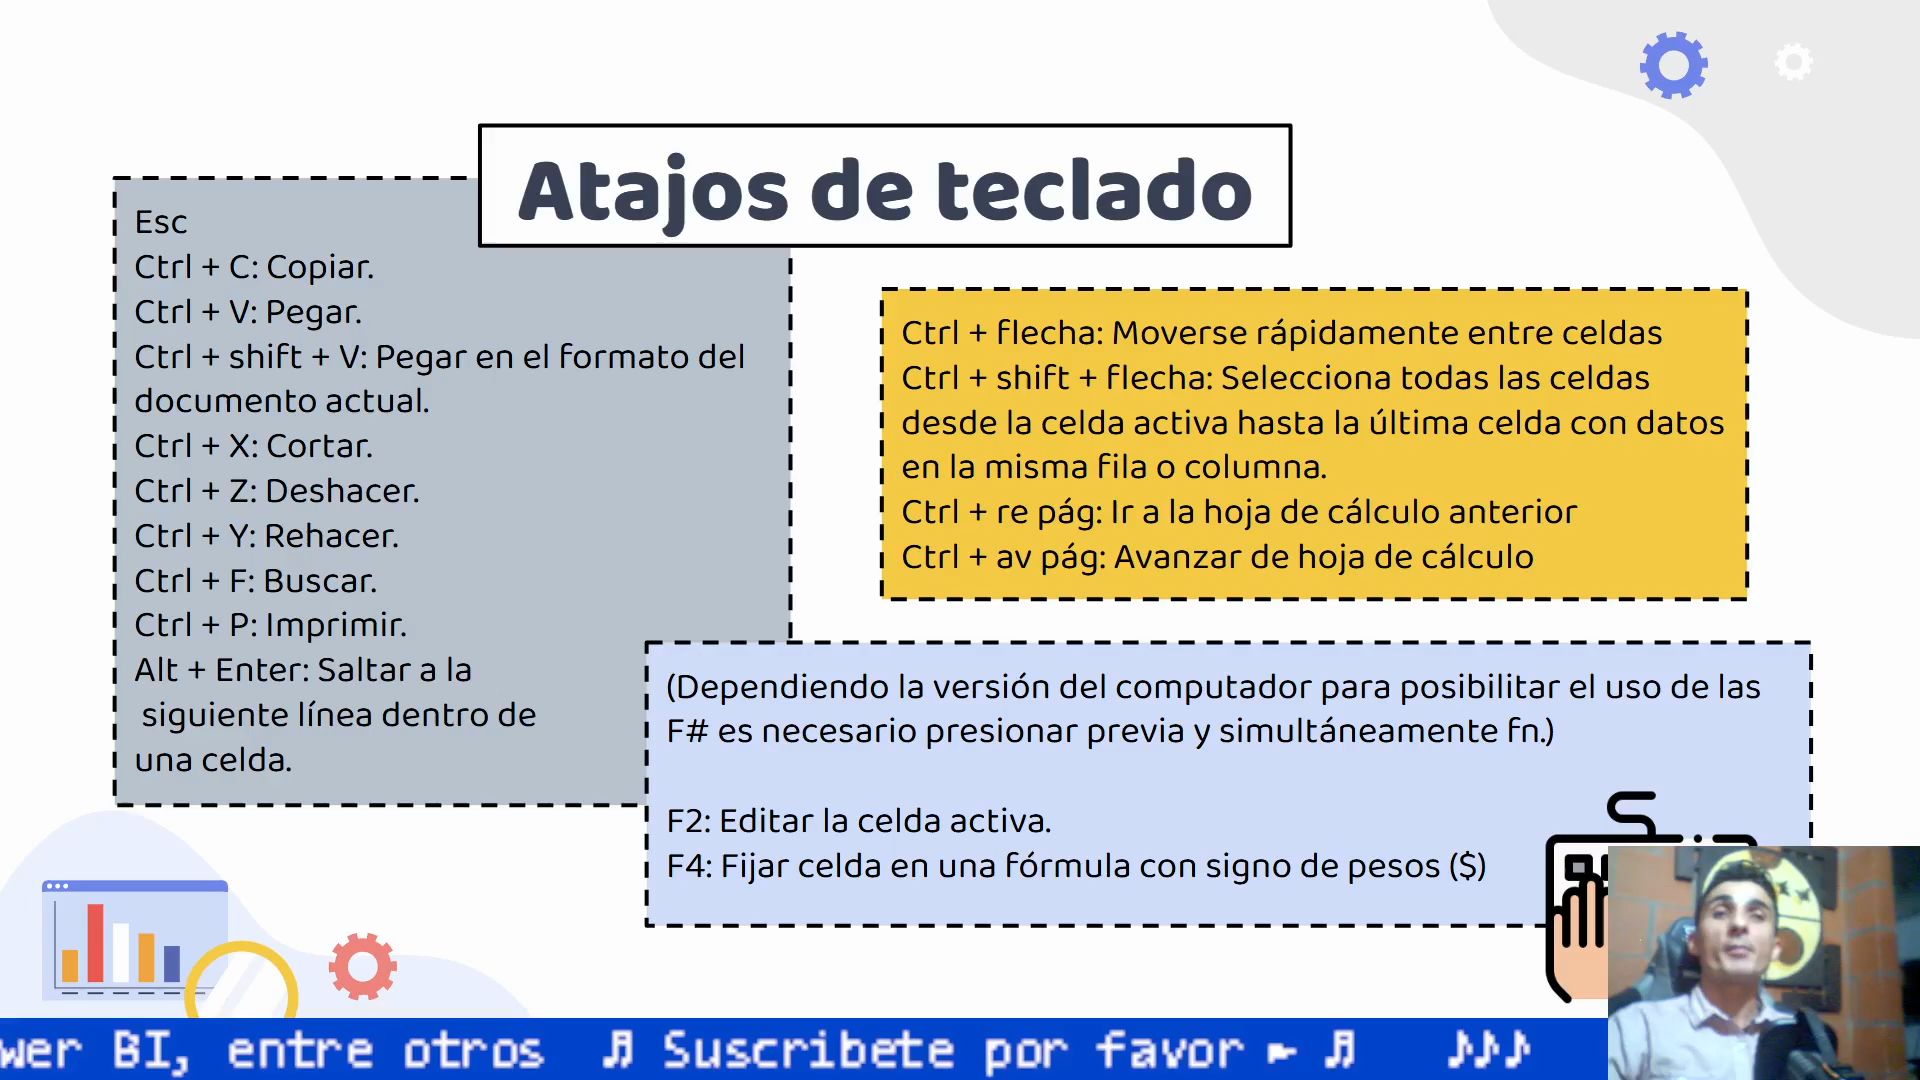 Atajos de teclado
Esc
Ctrl + C: Copiar.
Ctrl + V: Pegar.
Ctrl + shift + V: Pegar en el formato del
documento actual.
Ctrl + X: Cortar.
Ctrl + Z: Deshacer.
Ctrl + Y: Rehacer.
Ctrl + F: Buscar.
Ctrl + P: Imprimir.
Alt + Enter: Saltar a la
siguiente línea dentro de
una celda.
Ctrl + flecha: Moverse rápidamente entre celdas
Ctrl + shift + flecha: Selecciona todas las celdas
desde la celda activa hasta la última celda con datos
en la misma fila o columna.
Ctrl + re pág: Ir a la hoja de cálculo anterior
Ctrl + av pág: Avanzar de hoja de cálculo
(Dependiendo la versión del computador para posibilitar el uso de las
F# es necesario presionar previa y simultáneamente fn.)
F2: Editar la celda activa.
F4: Fijar celda en una fórmula con signo de pesos ($)
wer BI, entre otros ♫ Suscribete por favor ► ♫ ♪♪♪